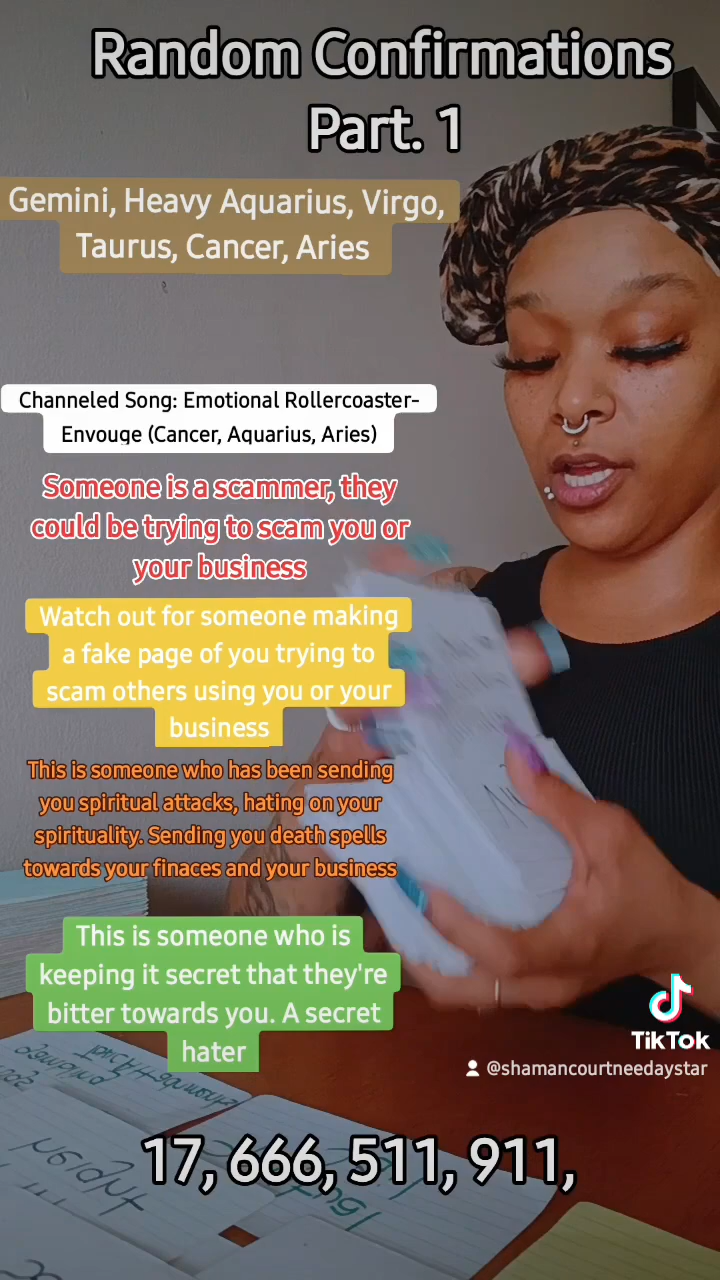 Random Confirmations
Part. 1
Gemini, Heavy Aquarius, Virgo,
Taurus, Cancer, Aries
Channeled Song: Emotional Rollercoaster-
Envouge (Cancer, Aquarius, Aries)
Someone is a scammer, they
could be trying to scam you or
your business
Watch out for someone making
a fake page of you trying to
scam others using you or your
business
This is someone who has been sending
you spiritual attacks, hating on your
spirituality. Sending you death spells
towards your finaces and your business
This is someone who is
keeping it secret that they're
bitter towards you. A secret
hater
TikTok
@shamancourtneedaystar
17, 666, 511, 911,